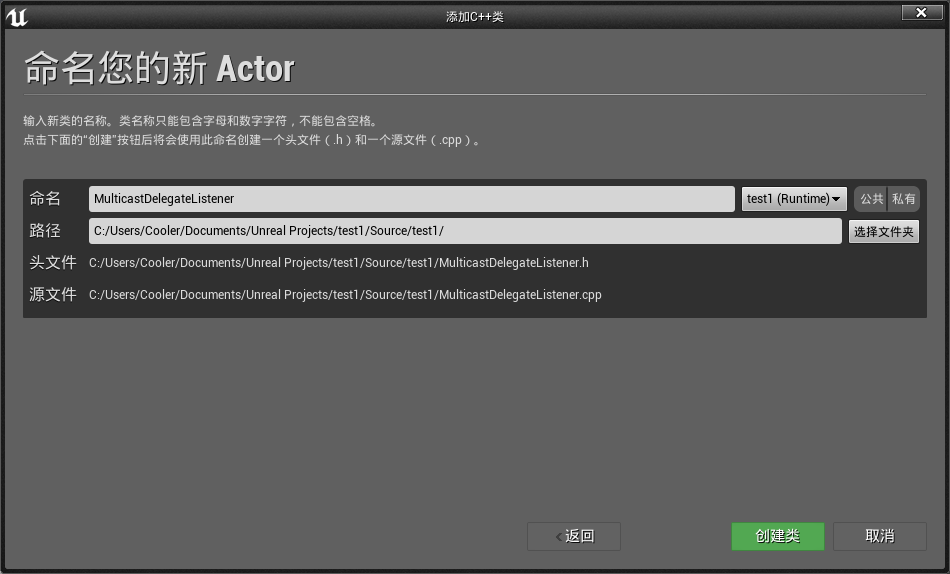 添加C++类
命名您的新 Actor
输入新类的名称。类名称只能包含字母和数字字符，不能包含空格。
点击下面的“创建”按钮后将会使用此命名创建一个头文件（.h）和一个源文件（.cpp）。
命名 MulticastDelegateListener test1 (Runtime) 公共 私有
路径 C:/Users/Cooler/Documents/Unreal Projects/test1/Source/test1/ 选择文件夹
头文件 C:/Users/Cooler/Documents/Unreal Projects/test1/Source/test1/MulticastDelegateListener.h
源文件 C:/Users/Cooler/Documents/Unreal Projects/test1/Source/test1/MulticastDelegateListener.cpp
返回 创建类 取消